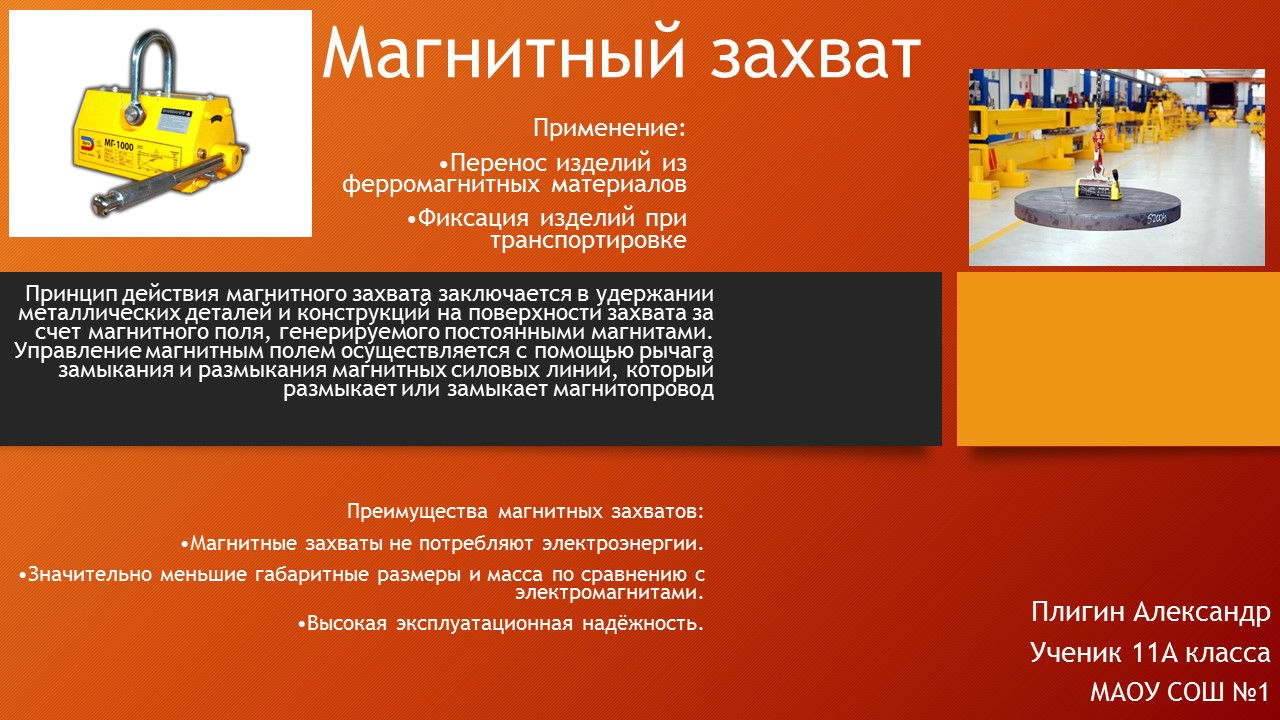 Магнитный захват
МГ-1000
Применение:
•Перенос изделий из
ферромагнитных материалов
•Фиксация изделий при
транспортировке
Принцип действия магнитного захвата заключается в удержании
металлических деталей и конструкций на поверхности захвата за
счет магнитного поля, генерируемого постоянными магнитами.
Управление магнитным полем осуществляется с помощью рычага
замыкания и размыкания магнитных силовых линий, который
размыкает или замыкает магнитопровод
Преимущества магнитных захватов:
•Магнитные захваты не потребляют электроэнергии.
•Значительно меньшие габаритные размеры и масса по сравнению с
электромагнитами.
•Высокая эксплуатационная надёжность.
Плигин Александр
Ученик 11А класса
МАОУ СОШ №1